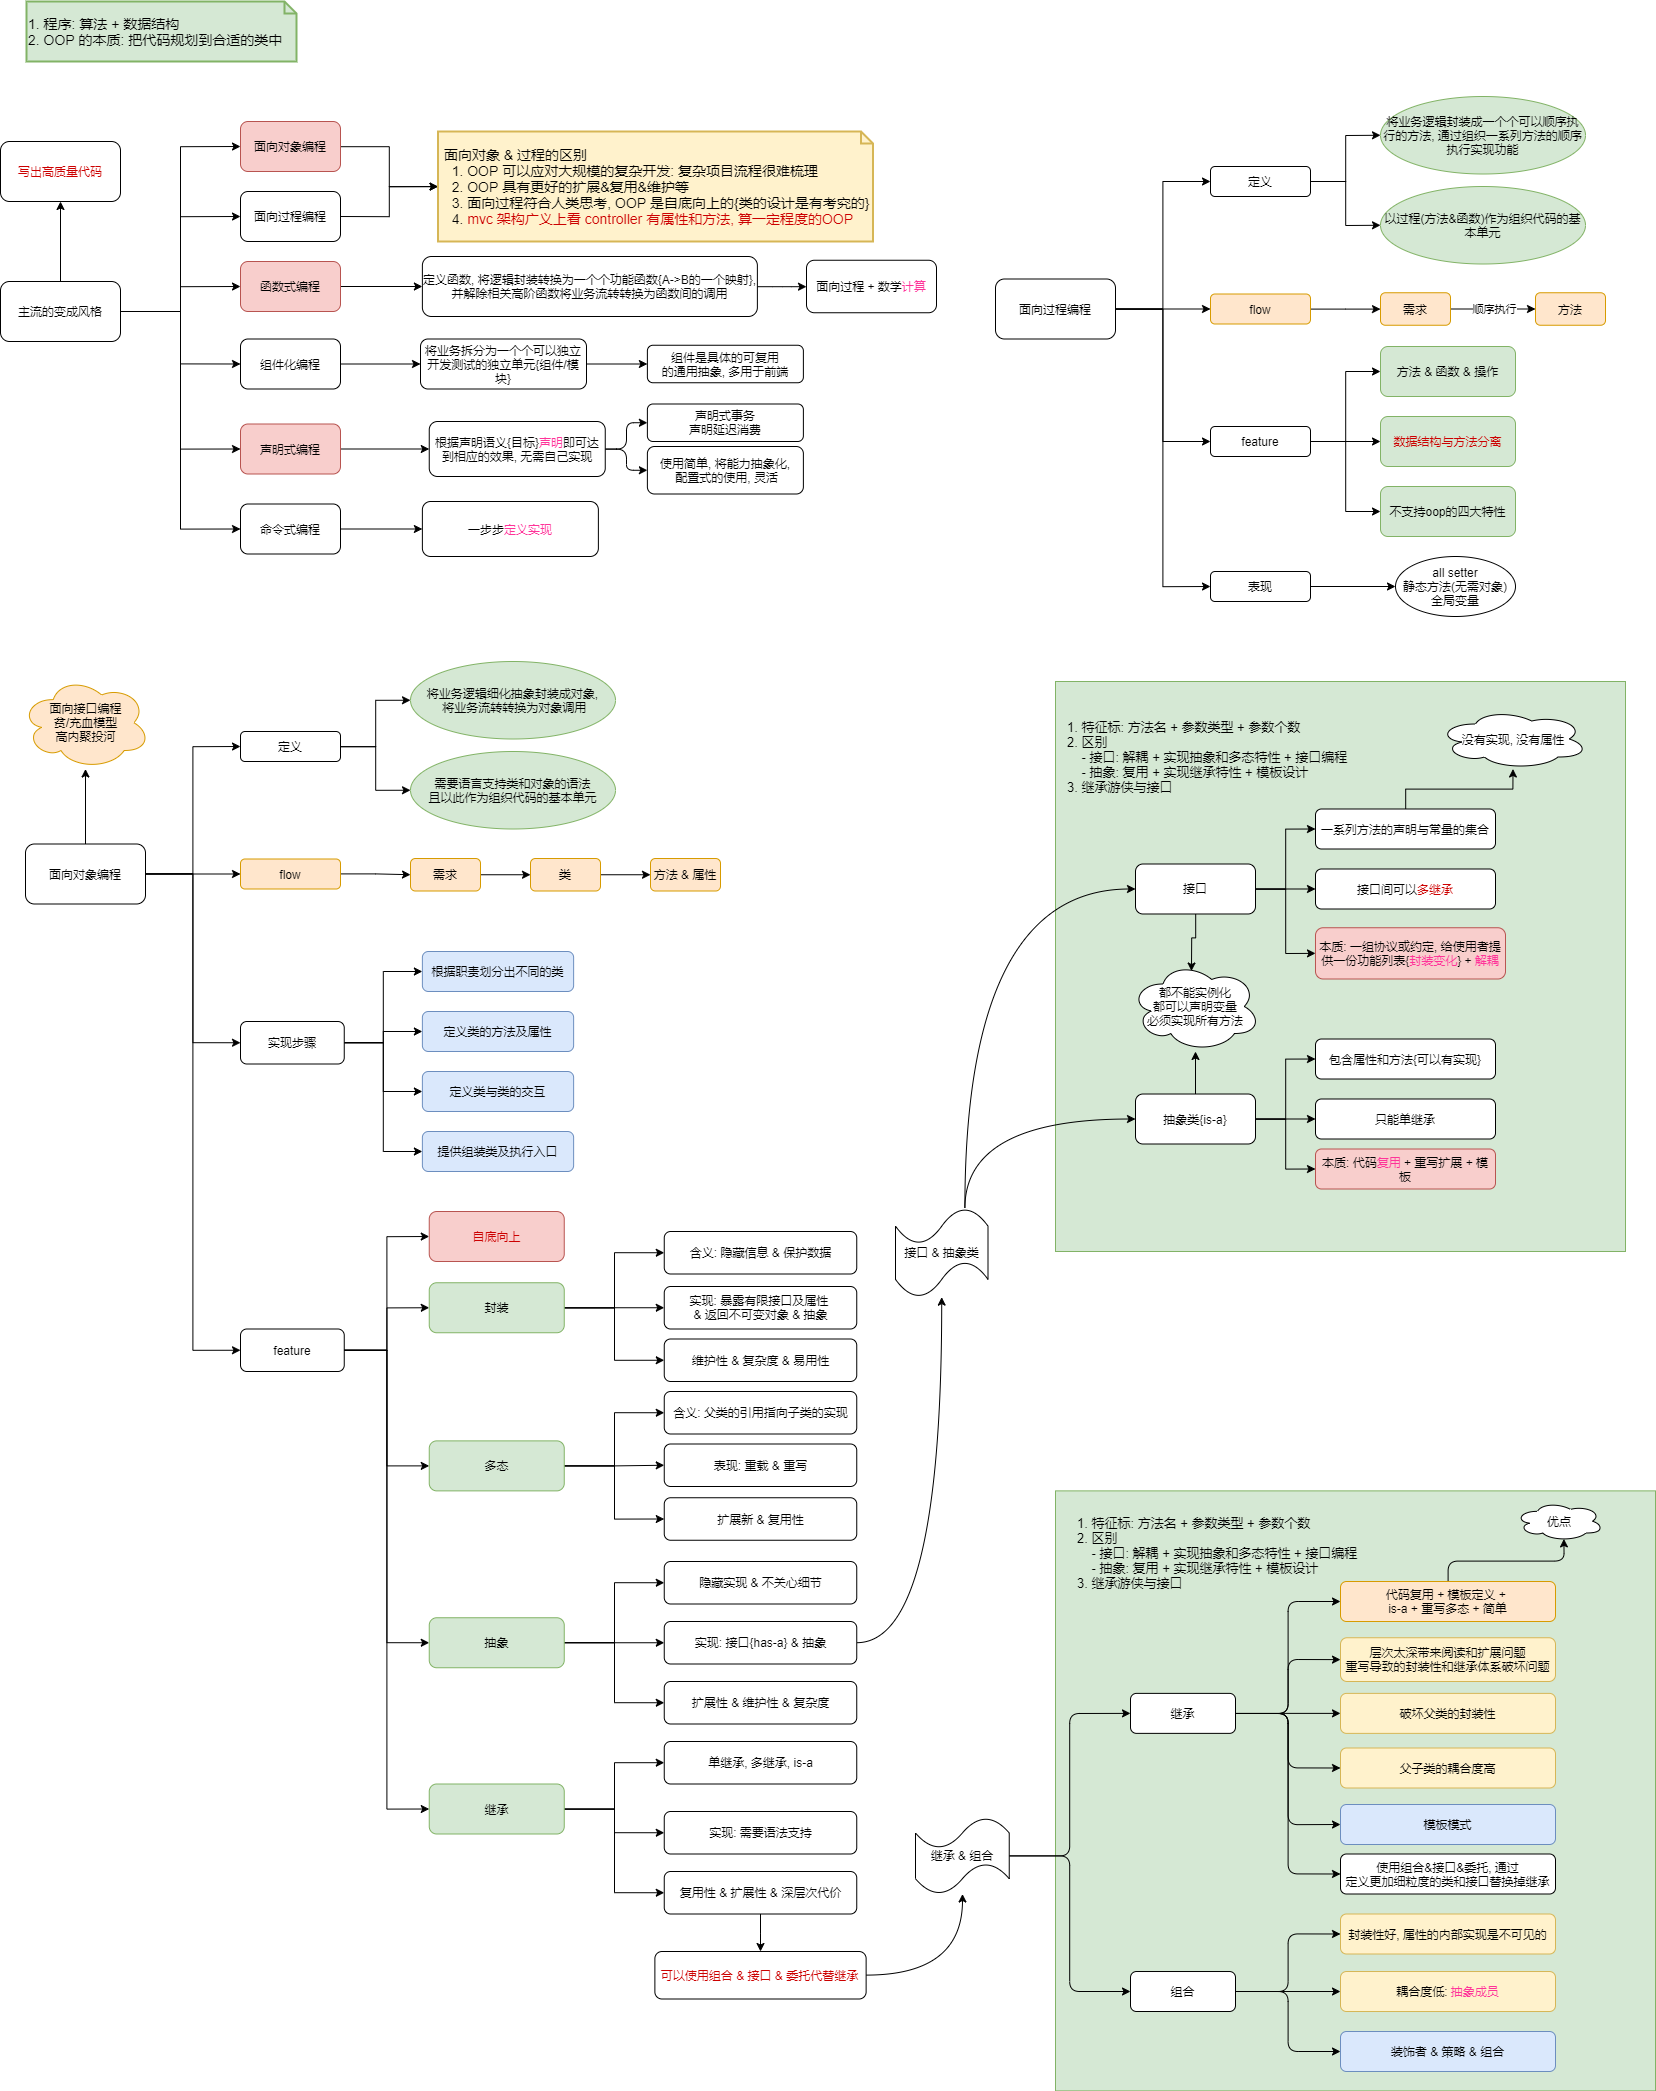 1. 程序: 算法 + 数据结构
2. OOP 的本质: 把代码规划到合适的类中
写出高质量代码
主流的变成风格
面向对象编程
面向过程编程
函数式编程
组件化编程
声明式编程
命令式编程
面向对象 & 过程的区别
1. OOP 可以应对大规模的复杂开发: 复杂项目流程很难梳理
2. OOP 具有更好的扩展&复用&维护等
3. 面向过程符合人类思考, OOP 是自底向上的{类的设计是有考究的}
4. mvc 架构广义上看 controller 有属性和方法, 算一定程度的OOP
定义函数, 将逻辑封装转换为一个个功能函数{A->B的一个映射},
并解除相关高阶函数将业务流转转换为函数间的调用
面向过程 + 数学计算
将业务拆分为一个个可以独立
开发测试的独立单元{组件/模
块}
组件是具体的可复用
的通用抽象, 多用于前端
根据声明语义{目标}声明即可达
到相应的效果, 无需自己实现
声明式事务
声明延迟消费
使用简单, 将能力抽象化,
配置式的使用, 灵活
一步步定义实现
面向过程编程
定义
将业务逻辑封装成一个个可以顺序执
行的方法, 通过组织一系列方法的顺序
执行实现功能
以过程(方法&函数)作为组织代码的基
本单元
flow
需求
顺序执行
方法
feature
方法 & 函数 & 操作
数据结构与方法分离
不支持oop的四大特性
表现
all setter
静态方法(无需对象)
全局变量
面向接口编程
贫/充血模型
高内聚投河
面向对象编程
定义
将业务逻辑细化抽象封装成对象,
将业务流转转换为对象调用
需要语言支持类和对象的语法
且以此作为组织代码的基本单元
flow
需求
类
方法 & 属性
实现步骤
根据职责划分出不同的类
定义类的方法及属性
定义类与类的交互
提供组装类及执行入口
feature
自底向上
封装
含义: 隐藏信息 & 保护数据
实现: 暴露有限接口及属性
& 返回不可变对象 & 抽象
维护性 & 复杂度 & 易用性
多态
含义: 父类的引用指向子类的实现
表现: 重载 & 重写
扩展新 & 复用性
抽象
隐藏实现 & 不关心细节
实现: 接口{has-a} & 抽象
扩展性 & 维护性 & 复杂度
继承
单继承, 多继承, is-a
实现: 需要语法支持
复用性 & 扩展性 & 深层次代价
可以使用组合 & 接口 & 委托代替继承
接口 & 抽象类
1. 特征标: 方法名 + 参数类型 + 参数个数
2. 区别
- 接口: 解耦 + 实现抽象和多态特性 + 接口编程
- 抽象: 复用 + 实现继承特性 + 模板设计
3. 继承游侠与接口
没有实现, 没有属性
接口
一系列方法的声明与常量的集合
接口间可以多继承
本质: 一组协议或约定, 给使用者提
供一份功能列表{封装变化} + 解耦
都不能实例化
都可以声明变量
必须实现所有方法
抽象类{is-a}
包含属性和方法{可以有实现}
只能单继承
本质: 代码复用 + 重写扩展 + 模
板
继承 & 组合
1. 特征标: 方法名 + 参数类型 + 参数个数
2. 区别
- 接口: 解耦 + 实现抽象和多态特性 + 接口编程
- 抽象: 复用 + 实现继承特性 + 模板设计
3. 继承游侠与接口
优点
继承
代码复用 + 模板定义 +
is-a + 重写多态 + 简单
层次太深带来阅读和扩展问题
重写导致的封装性和继承体系破坏问题
破坏父类的封装性
父子类的耦合度高
模板模式
使用组合&接口&委托, 通过
定义更加细粒度的类和接口替换掉继承
组合
封装性好, 属性的内部实现是不可见的
耦合度低: 抽象成员
装饰者 & 策略 & 组合